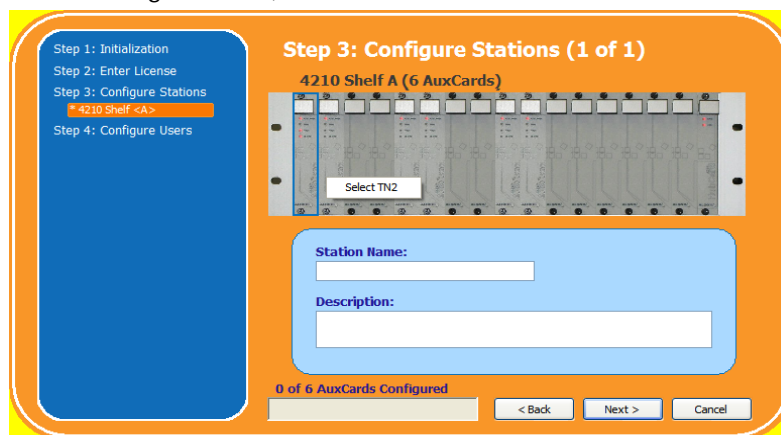 Step 1: Initialization
Step 2: Enter License
Step 3: Configure Stations
* 4210 Shelf <A>
Step 4: Configure Users
Step 3: Configure Stations (1 of 1)
4210 Shelf A (6 AuxCards)
Select TN2
Station Name:
Description:
0 of 6 AuxCards Configured
< Back
Next >
Cancel